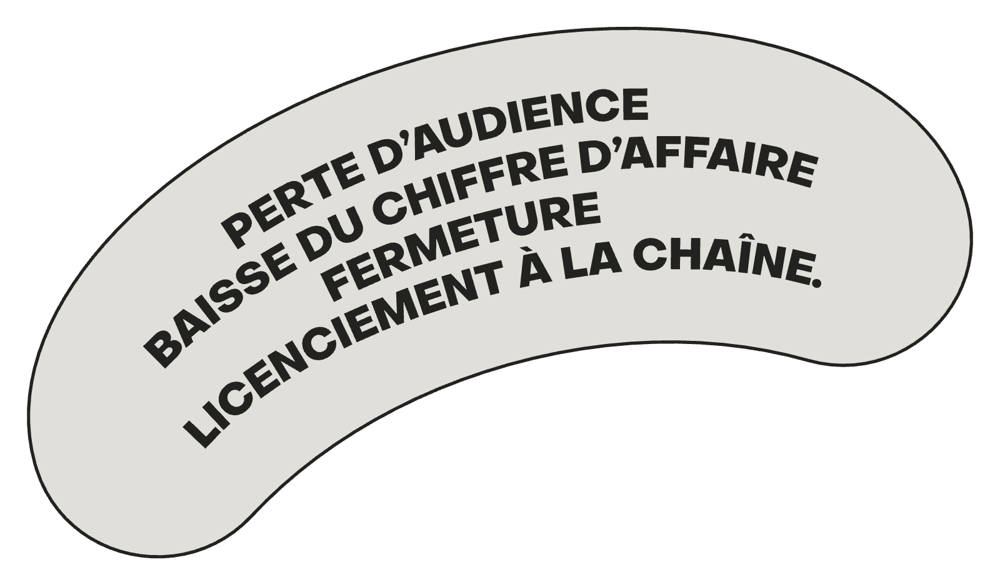 PERTE D’AUDIENCE
BAISSE DU CHIFFRE D’AFFAIRE
FERMETURE
LICENCIEMENT À LA CHAÎNE.